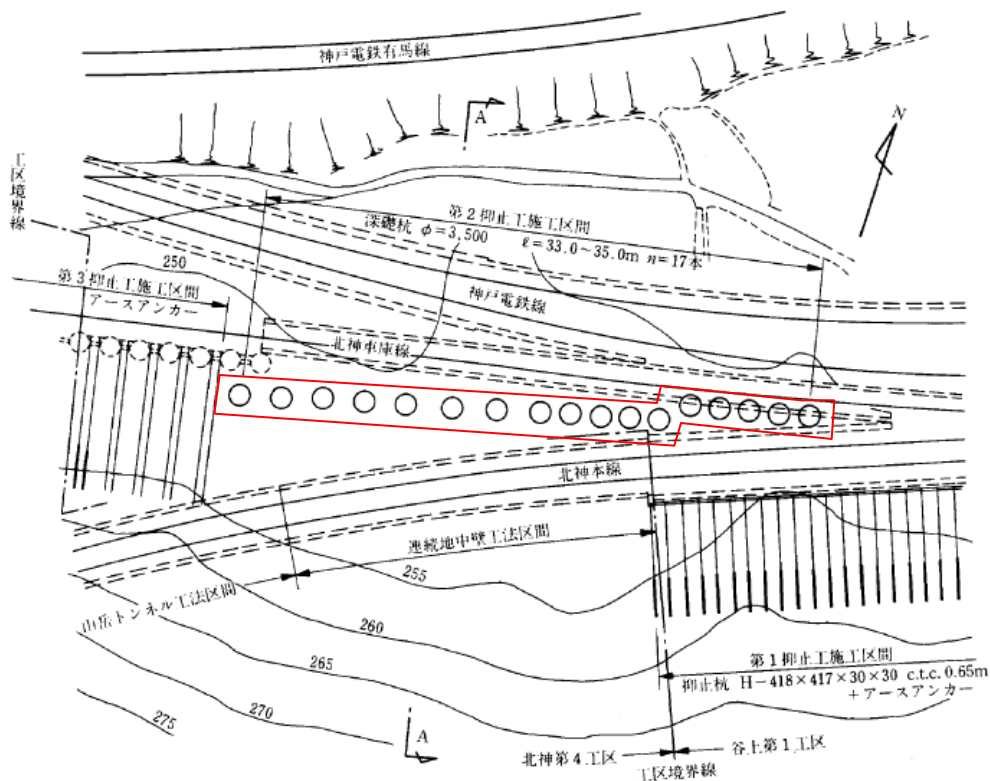 神戸電鉄有馬線
A
N
工区境界線
第2抑止工施工区間
深礎杭 φ=3,500 ℓ=33.0~35.0m n=17本
250
第3抑止工施工区間
アースアンカー
神戸電鉄線
北神車庫線
北神本線
連続地中壁工法区間
255
山岳トンネル工法区間
260
265
270
275
第1抑止工施工区間
抑止杭 H-418×417×30×30 c.t.c. 0.65m
+アースアンカー
A
北神第4工区
谷上第1工区
工区境界線